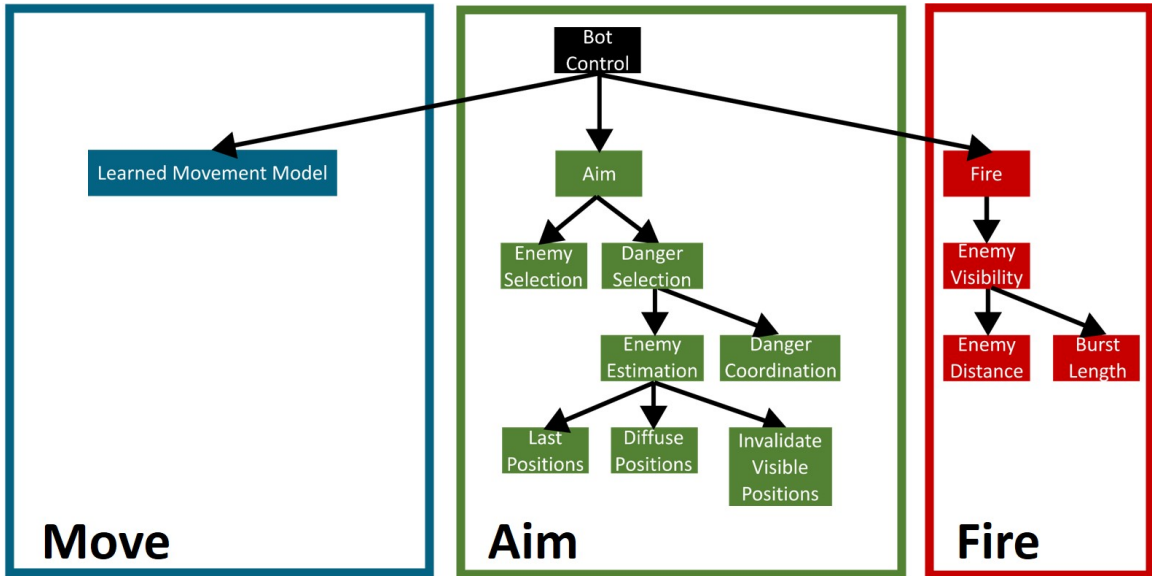 Bot
Control
Learned Movement Model
Aim
Fire
Enemy
Selection
Danger
Selection
Enemy
Visibility
Enemy
Estimation
Danger
Coordination
Enemy
Distance
Burst
Length
Last
Positions
Diffuse
Positions
Invalidate
Visible
Positions
Move
Aim
Fire